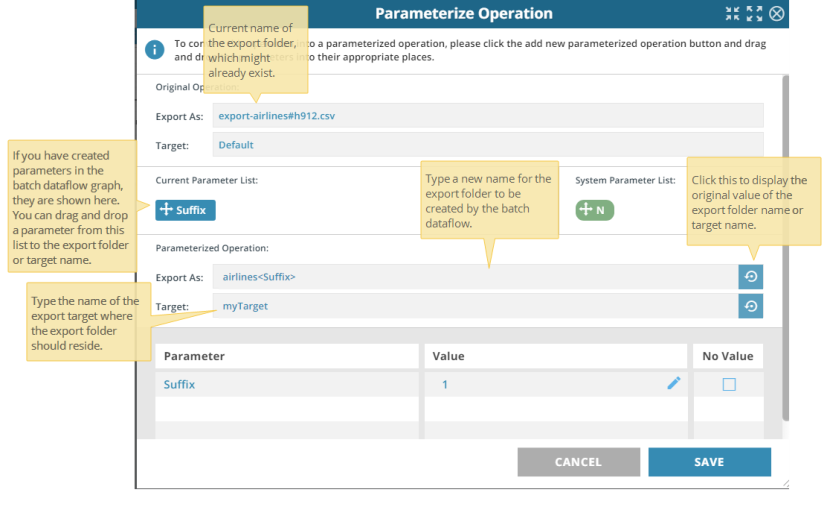 Parameterize Operation
Current name of
the export folder,
which might
already exist.
To con to a parameterized operation, please click the add new parameterized operation button and drag
and dr into their appropriate places.
Original Operation:
Export As: export-airlines#h912.csv
Target: Default
If you have created
parameters in the
batch dataflow graph,
they are shown here.
You can drag and drop
a parameter from this
list to the export folder
or target name.
Current Parameter List:
Suffix
Type a new name for the
export folder to be
created by the batch
dataflow.
System Parameter List:
N
Click this to display the
original value of the
export folder name or
target name.
Parameterized Operation:
Export As: airlines<Suffix>
Target: myTarget
Type the name of the
export target where
the export folder
should reside.
Parameter Value No Value
Suffix 1
CANCEL SAVE